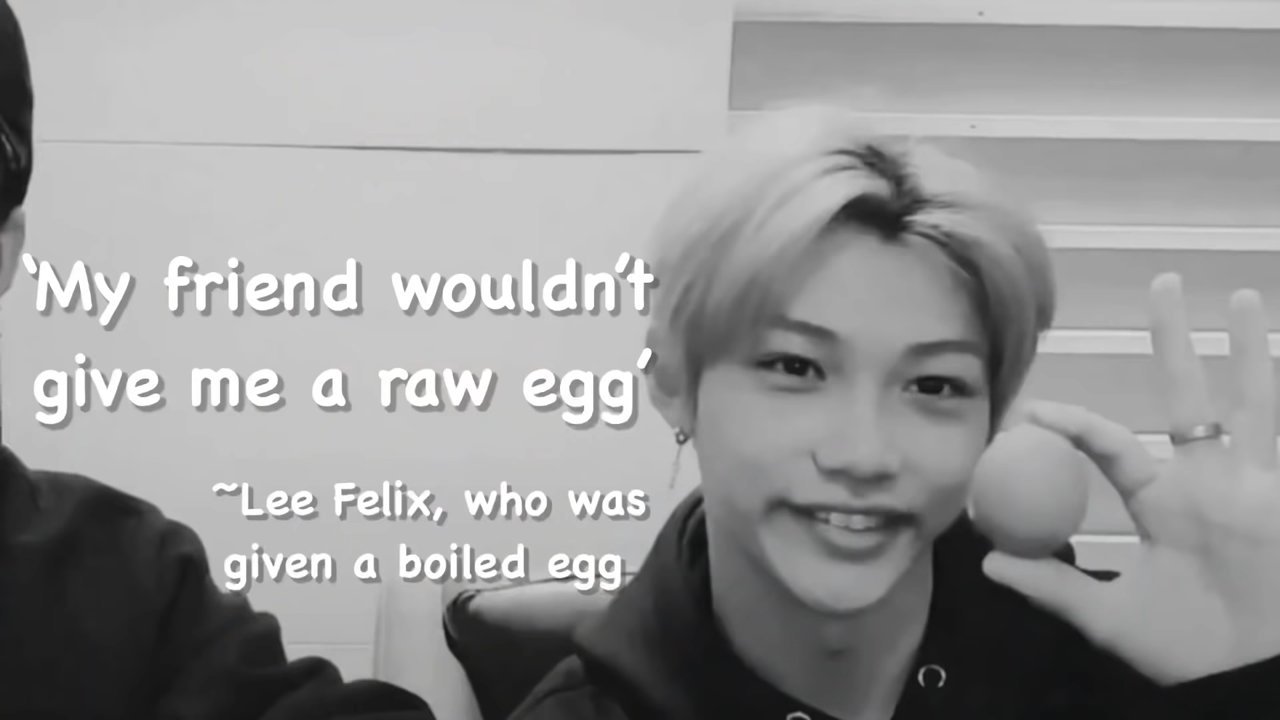 ‘My friend wouldn’t
give me a raw egg’
~Lee Felix, who was
given a boiled egg